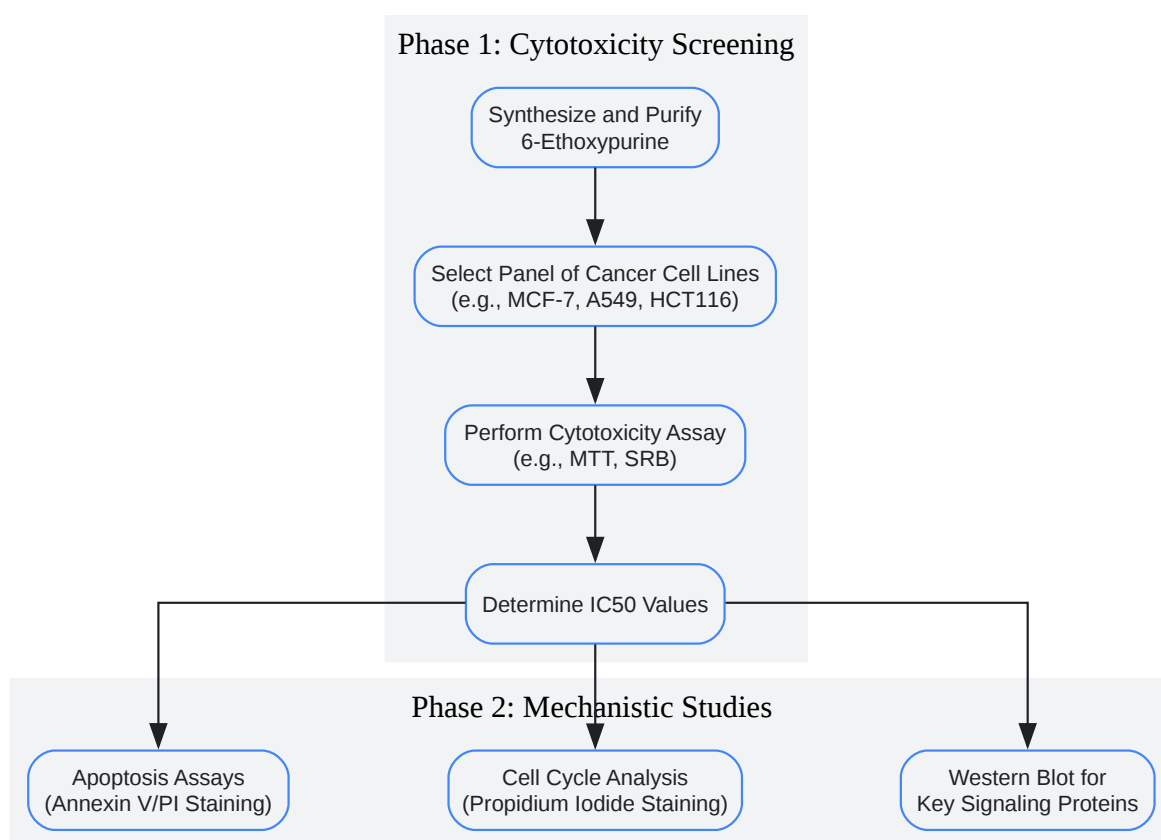 Phase 1: Cytotoxicity Screening
Synthesize and Purify
6-Ethoxypurine
Select Panel of Cancer Cell Lines
(e.g., MCF-7, A549, HCT116)
Perform Cytotoxicity Assay
(e.g., MTT, SRB)
Determine IC50 Values
Phase 2: Mechanistic Studies
Apoptosis Assays
(Annexin V/PI Staining)
Cell Cycle Analysis
(Propidium Iodide Staining)
Western Blot for
Key Signaling Proteins